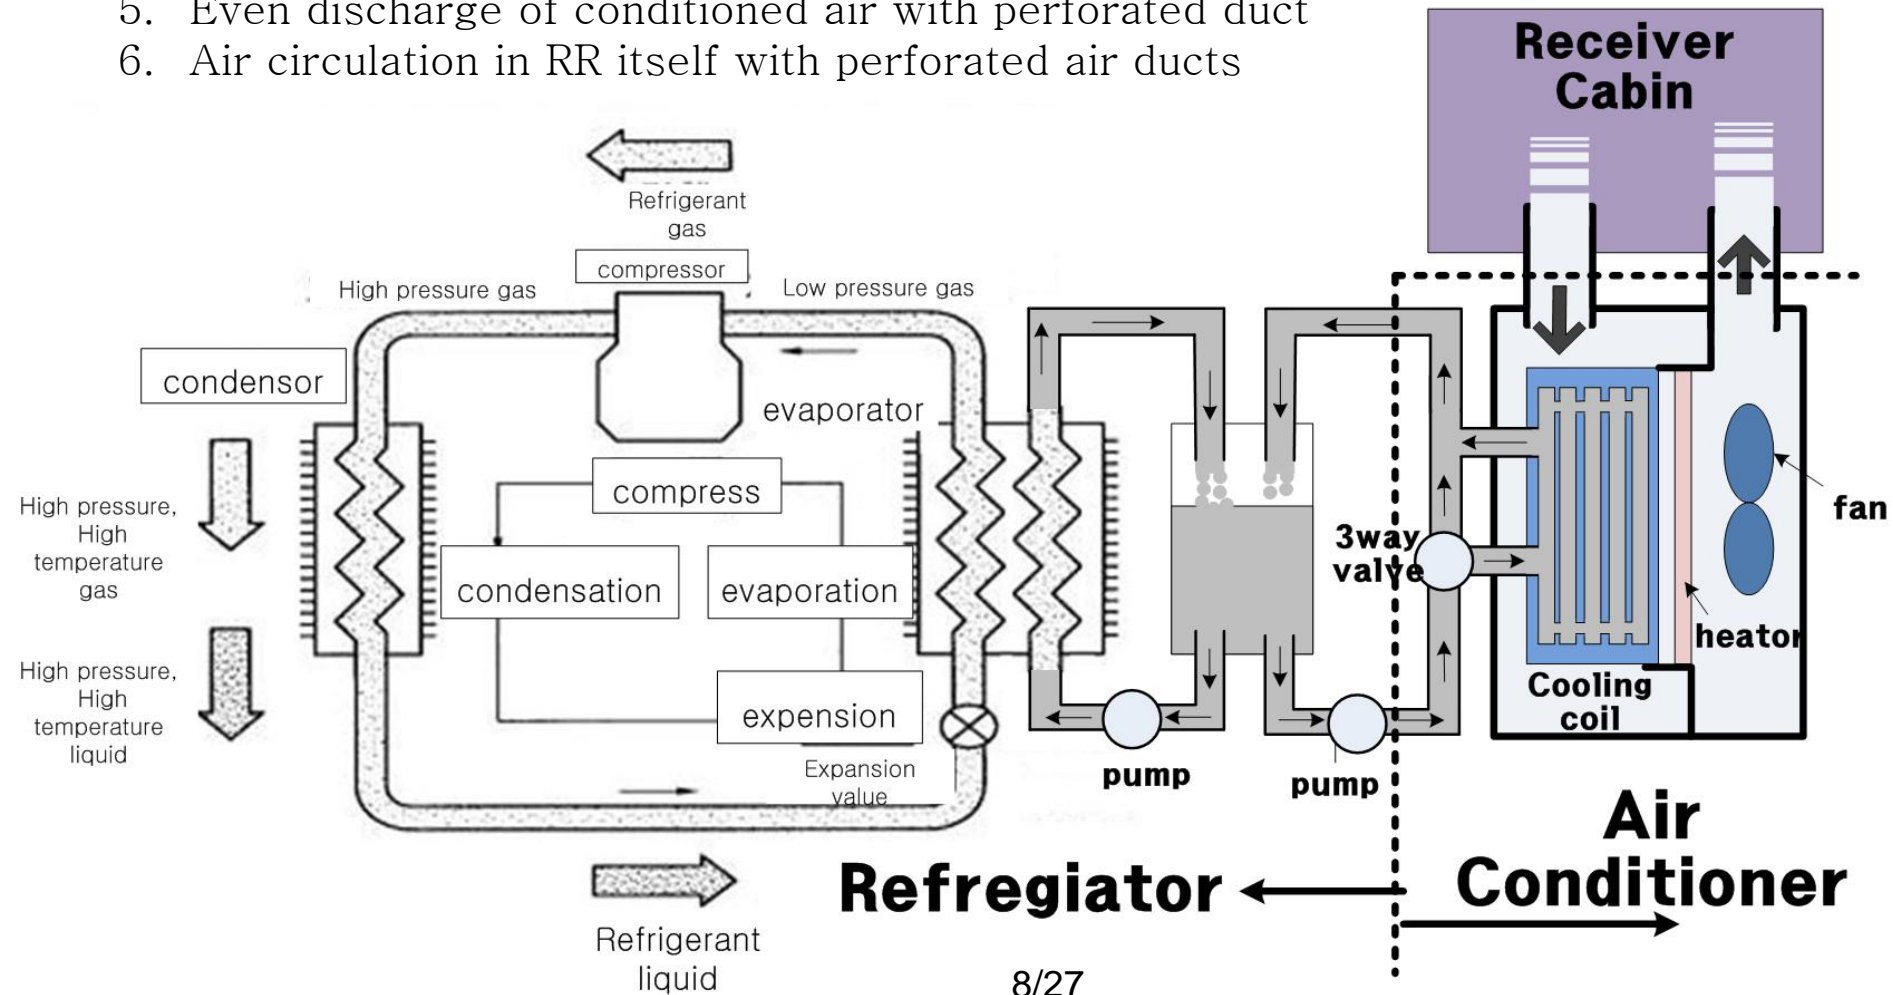 5. Even discharge of conditioned air with perforated duct
6. Air circulation in RR itself with perforated air ducts
Receiver
Cabin
Refrigerant
gas
compressor
High pressure gas
Low pressure gas
condensor
evaporator
compress
High pressure,
High
temperature
gas
condensation
evaporation
3way
valve
fan
heator
High pressure,
High
temperature
liquid
expension
Cooling
coil
Expansion
value
pump
pump
Air
Conditioner
Refregiator
Refrigerant
liquid
8/27